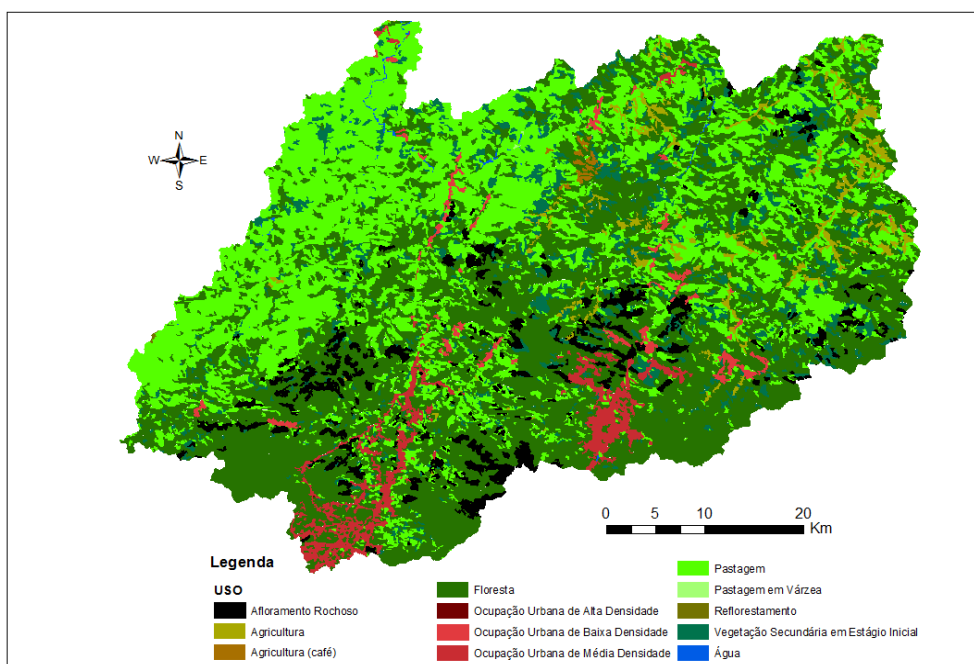 N
W E
S
0 5 10 20
Km
Legenda
USO
Afloramento Rochoso
Agricultura
Agricultura (café)
Floresta
Ocupação Urbana de Alta Densidade
Ocupação Urbana de Baixa Densidade
Ocupação Urbana de Média Densidade
Pastagem
Pastagem em Várzea
Reflorestamento
Vegetação Secundária em Estágio Inicial
Água